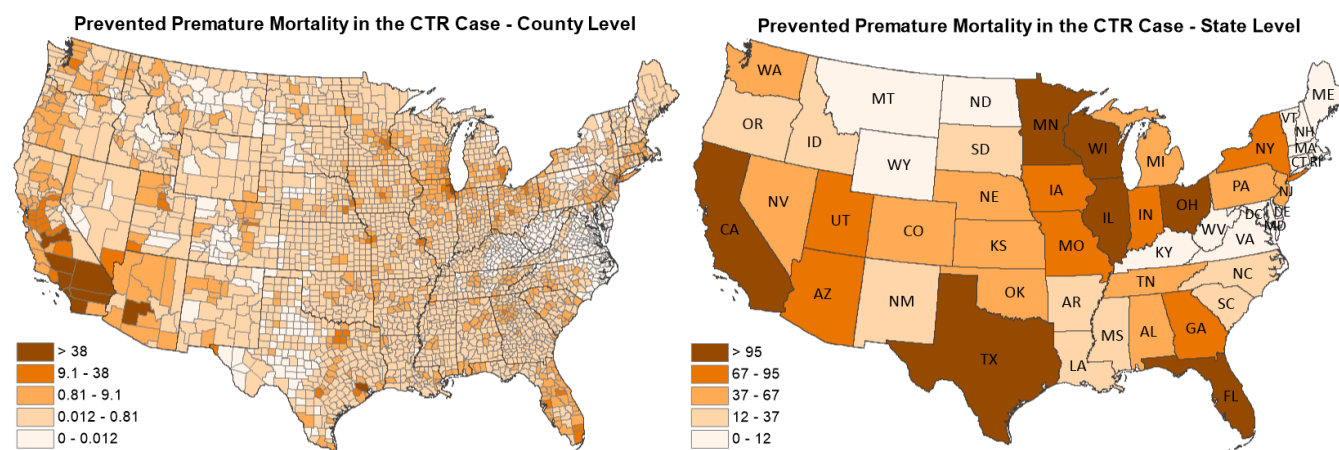 Prevented Premature Mortality in the CTR Case - County Level
> 38
9.1 - 38
0.81 - 9.1
0.012 - 0.81
0 - 0.012
Prevented Premature Mortality in the CTR Case - State Level
WA
MT
ND
MN
ME
VT
NH
OR
ID
SD
WI
NY
MA
CT RI
WY
MI
IA
PA
NJ
NE
NV
UT
IL
IN
OH
DE
DC
MD
CO
CA
WV
VA
KS
MO
KY
NC
TN
AZ
NM
OK
AR
SC
MS
AL
GA
TX
LA
FL
> 95
67 - 95
37 - 67
12 - 37
0 - 12